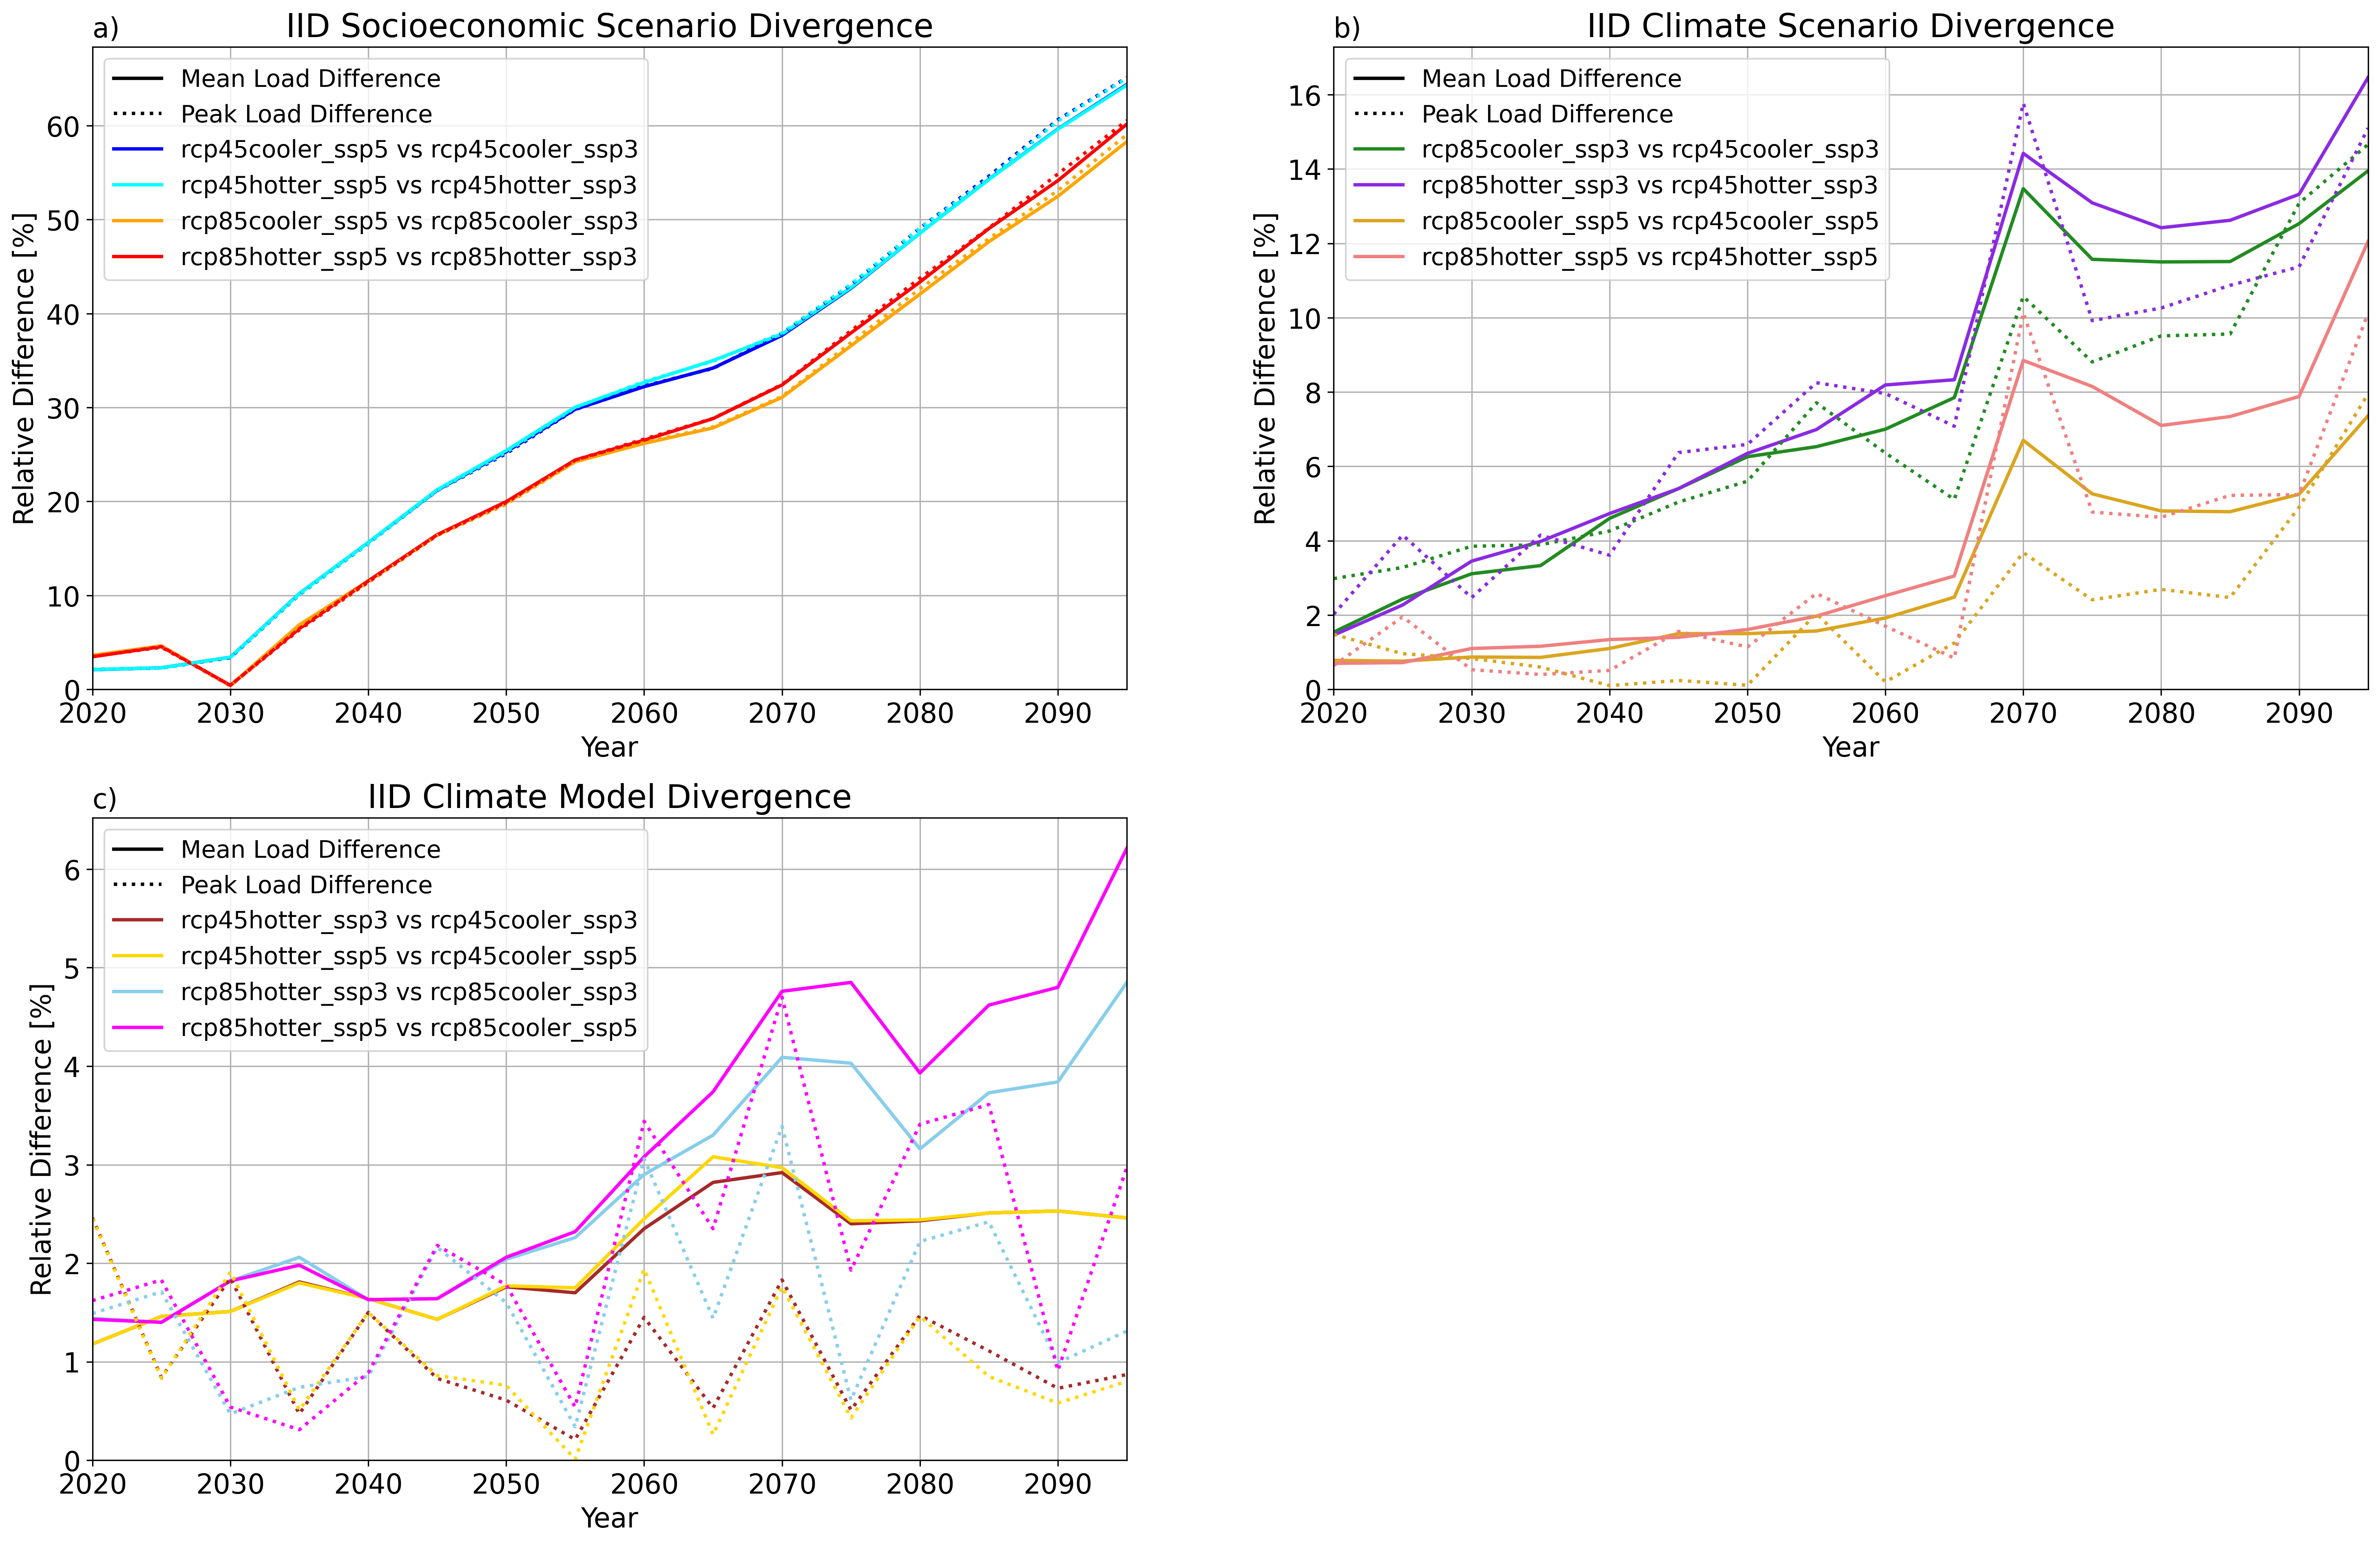 a)
IID Socioeconomic Scenario Divergence
Mean Load Difference
Peak Load Difference
rcp45cooler_ssp5 vs rcp45cooler_ssp3
rcp45hotter_ssp5 vs rcp45hotter_ssp3
rcp85cooler_ssp5 vs rcp85cooler_ssp3
rcp85hotter_ssp5 vs rcp85hotter_ssp3
Relative Difference [%]
60
50
40
30
20
10
0
2020 2030 2040 2050 2060 2070 2080 2090
Year
b)
IID Climate Scenario Divergence
Mean Load Difference
Peak Load Difference
rcp85cooler_ssp3 vs rcp45cooler_ssp3
rcp85hotter_ssp3 vs rcp45hotter_ssp3
rcp85cooler_ssp5 vs rcp45cooler_ssp5
rcp85hotter_ssp5 vs rcp45hotter_ssp5
Relative Difference [%]
16
14
12
10
8
6
4
2
0
2020 2030 2040 2050 2060 2070 2080 2090
Year
c)
IID Climate Model Divergence
Mean Load Difference
Peak Load Difference
rcp45hotter_ssp3 vs rcp45cooler_ssp3
rcp45hotter_ssp5 vs rcp45cooler_ssp5
rcp85hotter_ssp3 vs rcp85cooler_ssp3
rcp85hotter_ssp5 vs rcp85cooler_ssp5
Relative Difference [%]
6
5
4
3
2
1
0
2020 2030 2040 2050 2060 2070 2080 2090
Year